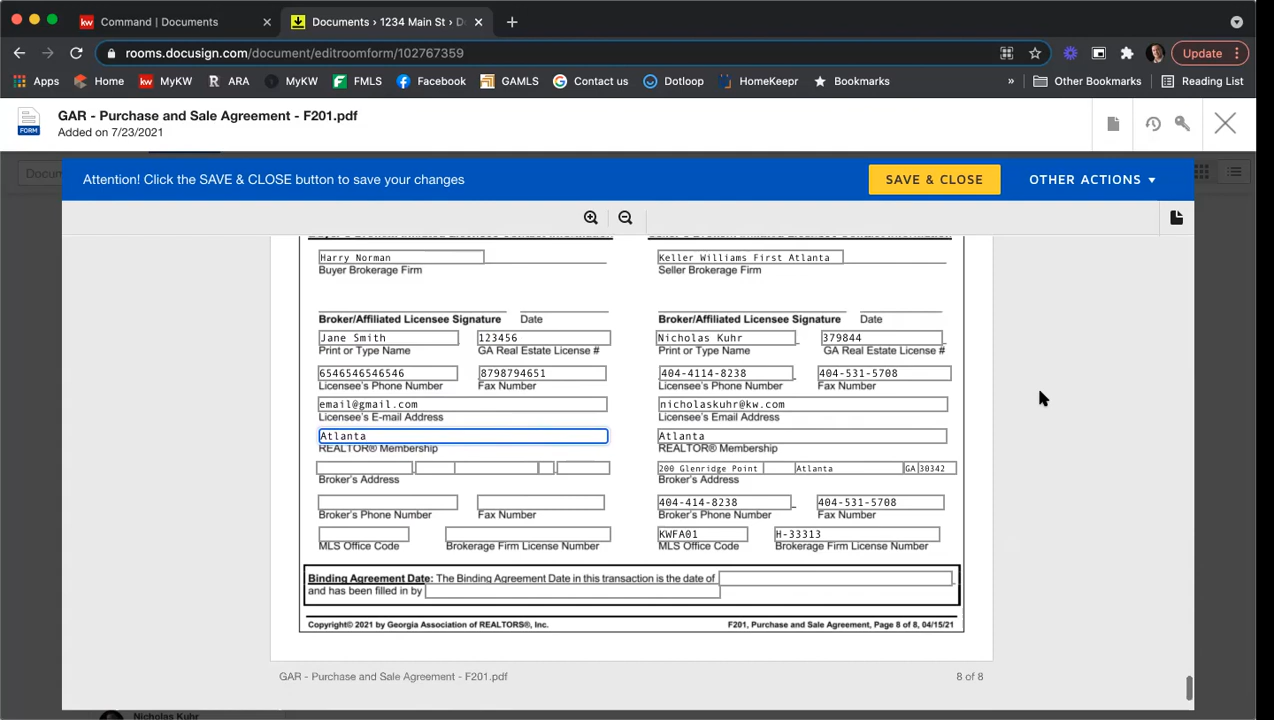 Command | Documents
Documents › 1234 Main St › D
rooms.docusign.com/document/editroomform/102767359
Update
Apps
Home
MyKW
ARA
MyKW
FMLS
Facebook
GAMLS
Contact us
Dotloop
HomeKeepr
Bookmarks
»
Other Bookmarks
Reading List
GAR - Purchase and Sale Agreement - F201.pdf
Added on 7/23/2021
FORM
Attention! Click the SAVE & CLOSE button to save your changes
SAVE & CLOSE
OTHER ACTIONS
Harry Norman
Keller Williams First Atlanta
Buyer Brokerage Firm
Seller Brokerage Firm
Broker/Affiliated Licensee Signature Date
Broker/Affiliated Licensee Signature Date
Jane Smith 123456
Nicholas Kuhr 379844
Print or Type Name GA Real Estate License #
Print or Type Name GA Real Estate License #
6546546546546 8798794651
404-4114-8238 404-531-5708
Licensee's Phone Number Fax Number
Licensee's Phone Number Fax Number
email@gmail.com
nicholaskuhr@kw.com
Licensee's E-mail Address
Licensee's Email Address
Atlanta
Atlanta
REALTOR® Membership
REALTOR® Membership
200 Glenridge Point Atlanta GA 30342
Broker's Address
Broker's Address
404-414-8238 404-531-5708
Broker's Phone Number Fax Number
Broker's Phone Number Fax Number
KWFA01 H-33313
MLS Office Code Brokerage Firm License Number
MLS Office Code Brokerage Firm License Number
Binding Agreement Date: The Binding Agreement Date in this transaction is the date of
and has been filled in by
Copyright© 2021 by Georgia Association of REALTORS®, Inc.
F201, Purchase and Sale Agreement, Page 8 of 8, 04/15/21
GAR - Purchase and Sale Agreement - F201.pdf
8 of 8
Nicholas Kuhr